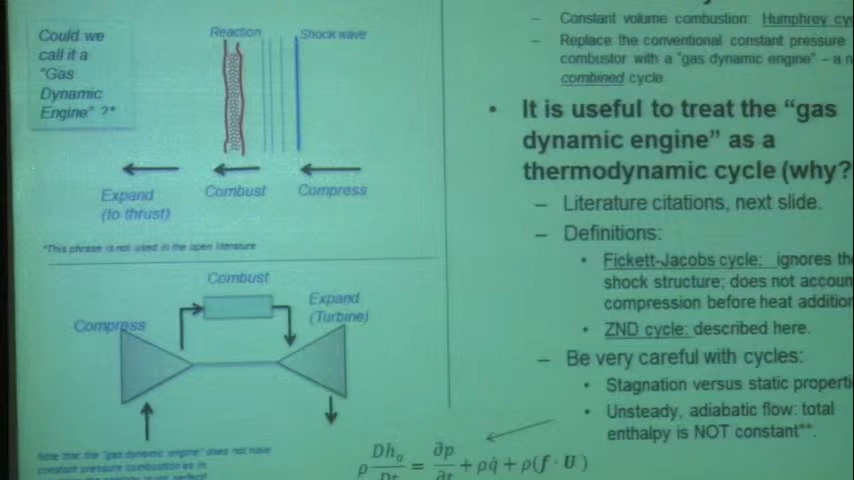 Could we
call it a
"Gas
Dynamic
Engine" ?*
Reaction
Shock wave
Expand
(to thrust)
Combust
Compress
*This phrase is not used in the open literature
Combust
Compress
Expand
(Turbine)
Note that the "gas dynamic engine" does not have
constant pressure combustion as in
– Constant volume combustion: Humphrey cy
– Replace the conventional constant pressure
combustor with a "gas dynamic engine" – a n
combined cycle.
• It is useful to treat the "gas
dynamic engine" as a
thermodynamic cycle (why?
– Literature citations, next slide.
– Definitions:
• Fickett-Jacobs cycle: ignores th
shock structure; does not accoun
compression before heat addition
• ZND cycle: described here.
– Be very careful with cycles:
• Stagnation versus static properti
• Unsteady, adiabatic flow: total
enthalpy is NOT constant**.
ρ Dhₒ/Dt = ∂p/∂t + ρq̇ + ρ(f · U)